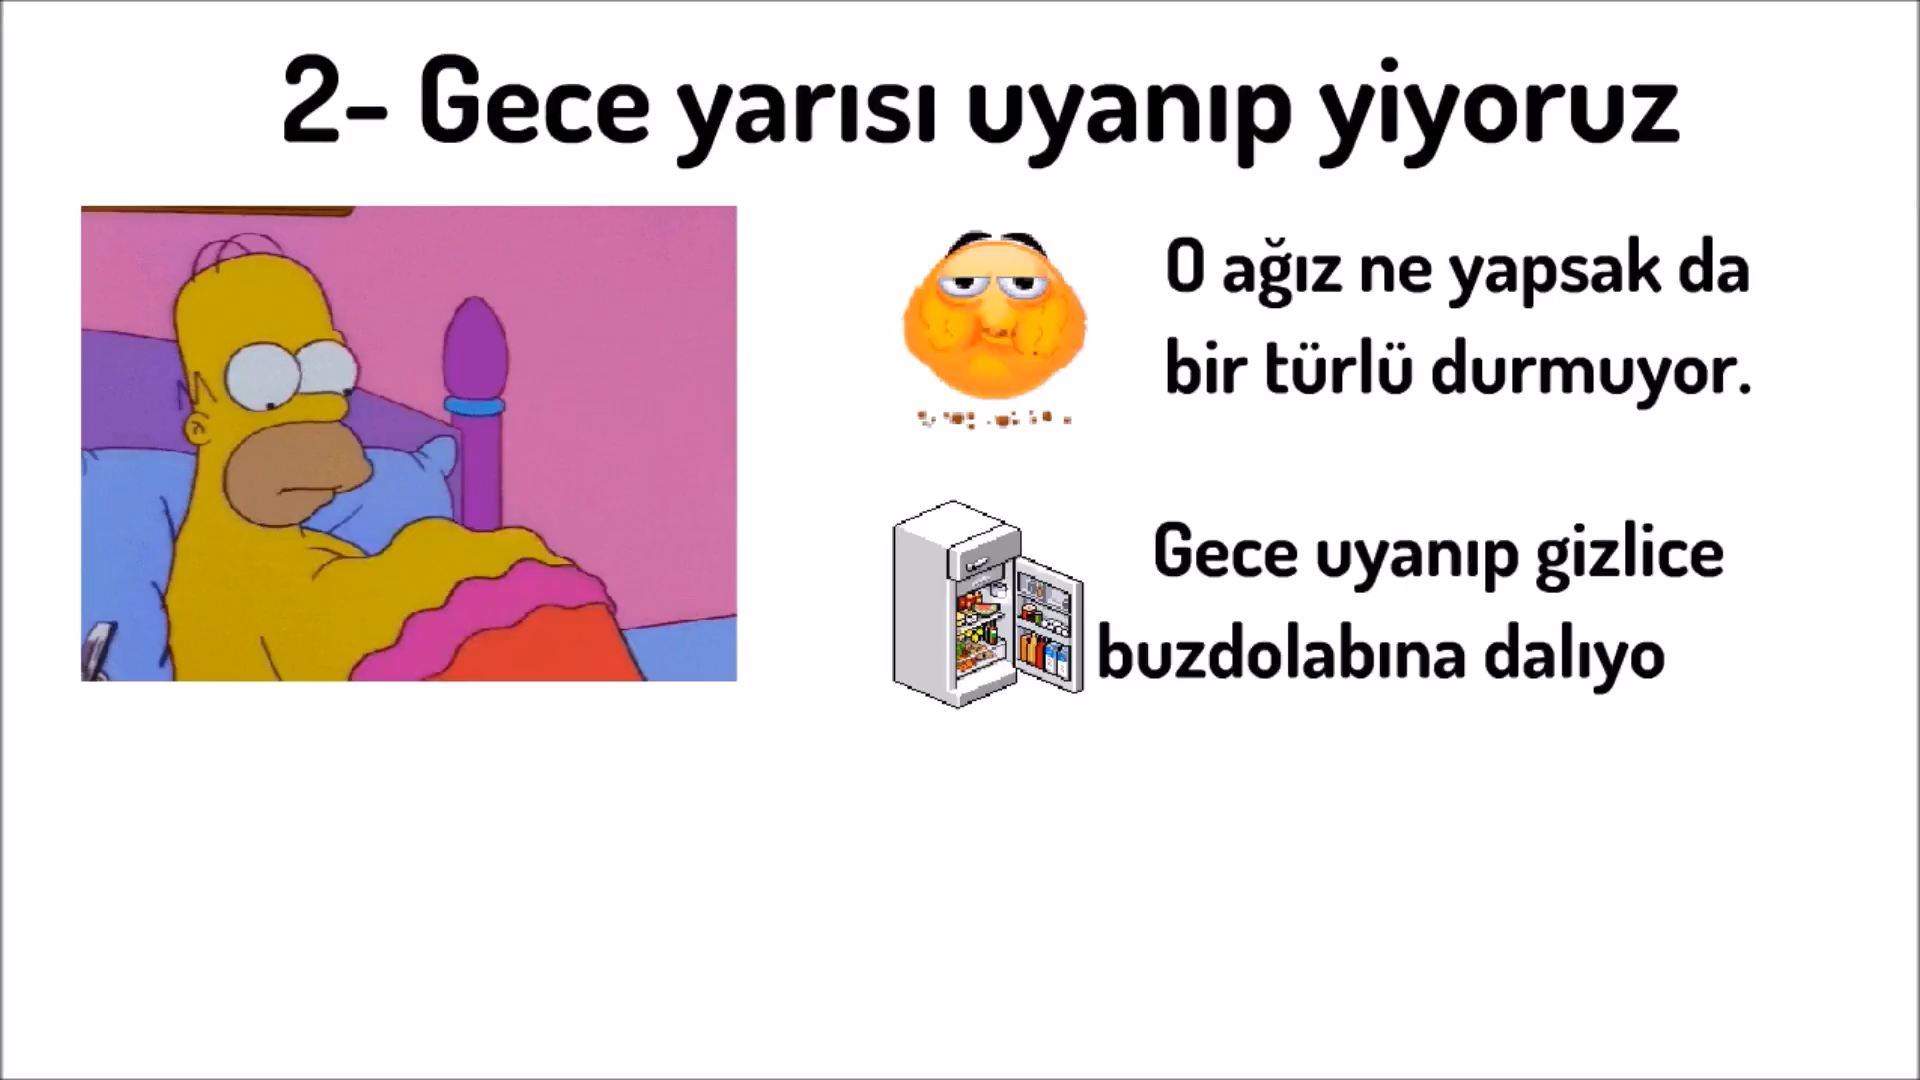 2- Gece yarısı uyanıp yiyoruz
O ağız ne yapsak da
bir türlü durmuyor.
Gece uyanıp gizlice
buzdolabına dalıyo